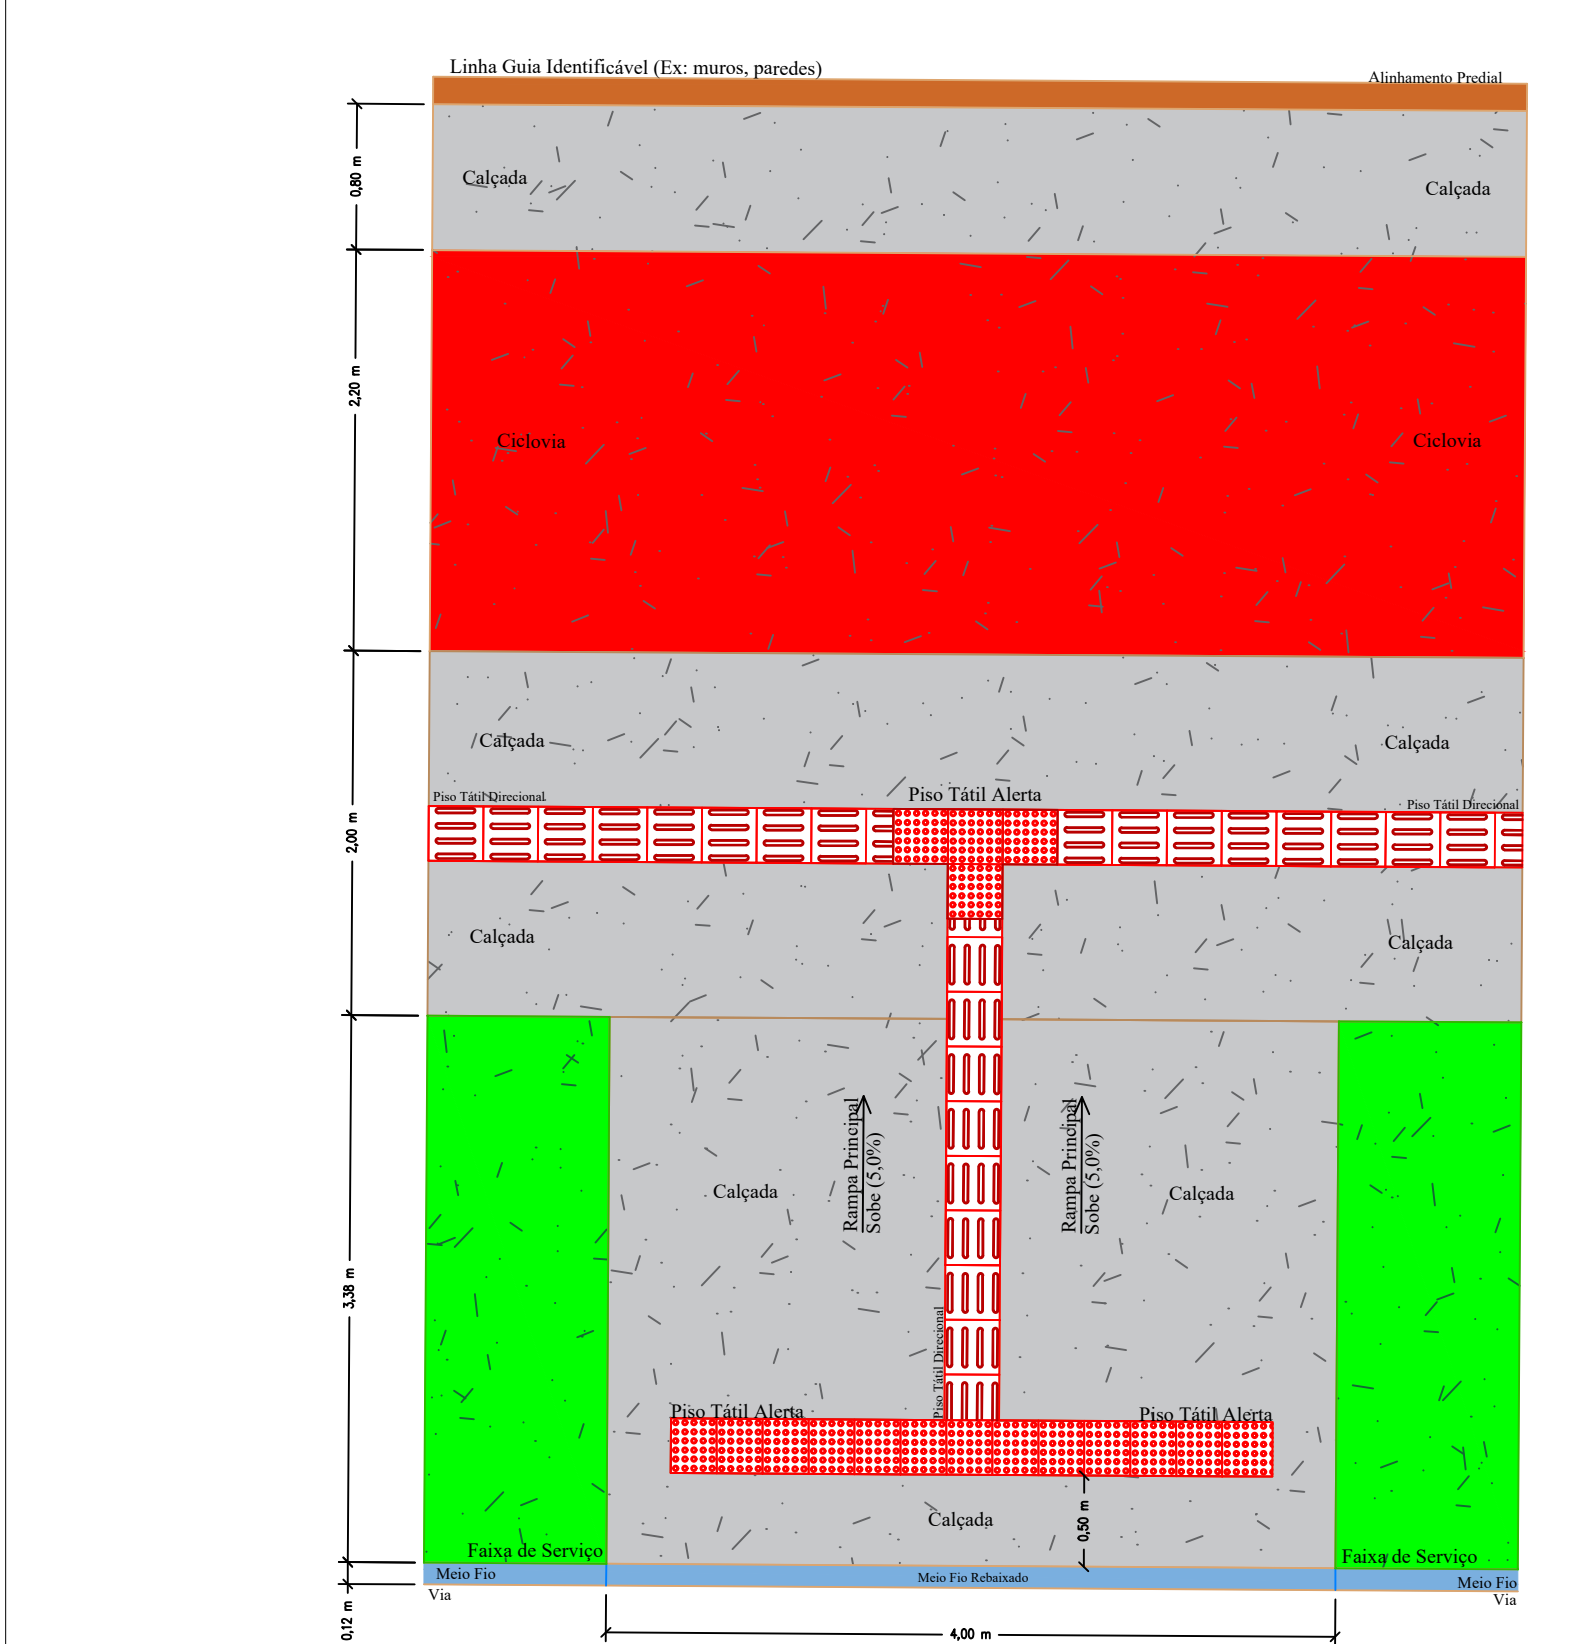 Linha Guia Identificável (Ex: muros, paredes)
Alinhamento Predial
0,80 m
Calçada
Calçada
2,20 m
Ciclovia
Ciclovia
2,00 m
Calçada
Calçada
Piso Tátil Direcional
Piso Tátil Alerta
Piso Tátil Direcional
Calçada
Calçada
3,38 m
Calçada
Rampa Principal
Sobe (5,0%)
Rampa Principal
Sobe (5,0%)
Calçada
Piso Tátil Direcional
Piso Tátil Alerta
Piso Tátil Alerta
Calçada
0,50 m
Faixa de Serviço
Faixa de Serviço
Meio Fio
Meio Fio Rebaixado
Meio Fio
Via
Via
0,12 m
4,00 m